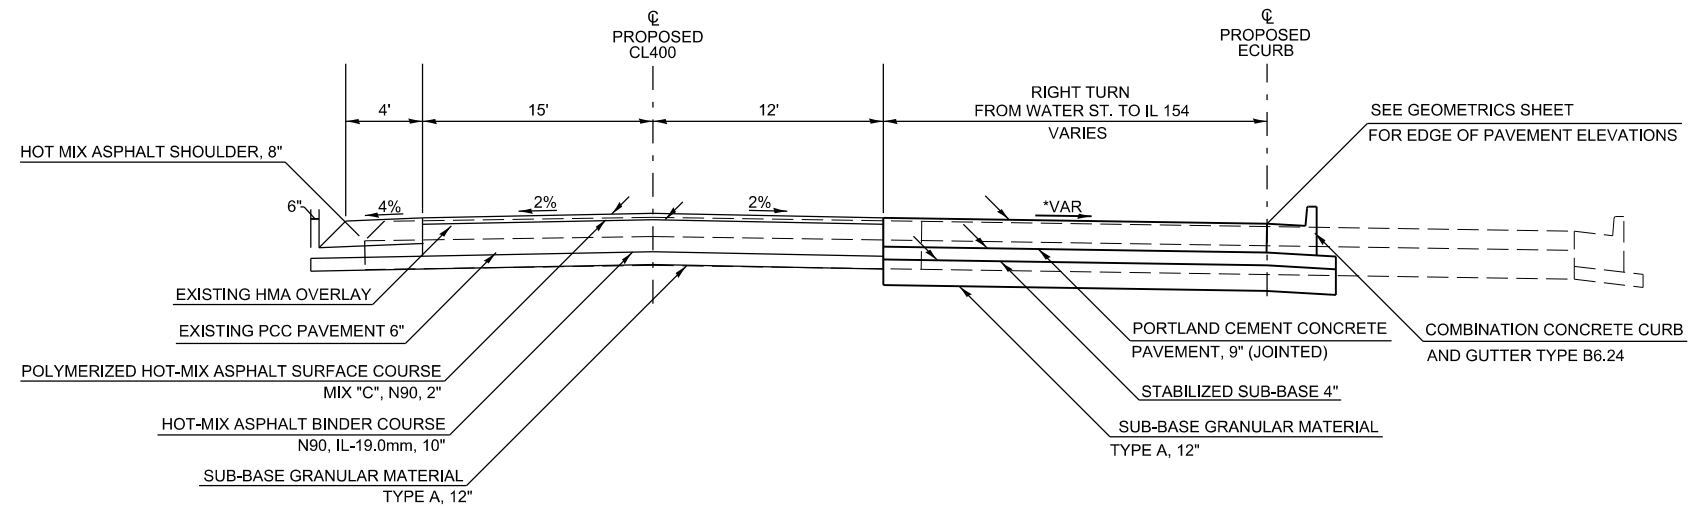 ℄
PROPOSED
CL400
℄
PROPOSED
ECURB
4'
15'
12'
RIGHT TURN
FROM WATER ST. TO IL 154
VARIES
SEE GEOMETRICS SHEET
FOR EDGE OF PAVEMENT ELEVATIONS
HOT MIX ASPHALT SHOULDER, 8"
6"
4%
2%
2%
*VAR
EXISTING HMA OVERLAY
EXISTING PCC PAVEMENT 6"
POLYMERIZED HOT-MIX ASPHALT SURFACE COURSE
MIX "C", N90, 2"
HOT-MIX ASPHALT BINDER COURSE
N90, IL-19.0mm, 10"
SUB-BASE GRANULAR MATERIAL
TYPE A, 12"
PORTLAND CEMENT CONCRETE
PAVEMENT, 9" (JOINTED)
STABILIZED SUB-BASE 4"
SUB-BASE GRANULAR MATERIAL
TYPE A, 12"
COMBINATION CONCRETE CURB
AND GUTTER TYPE B6.24